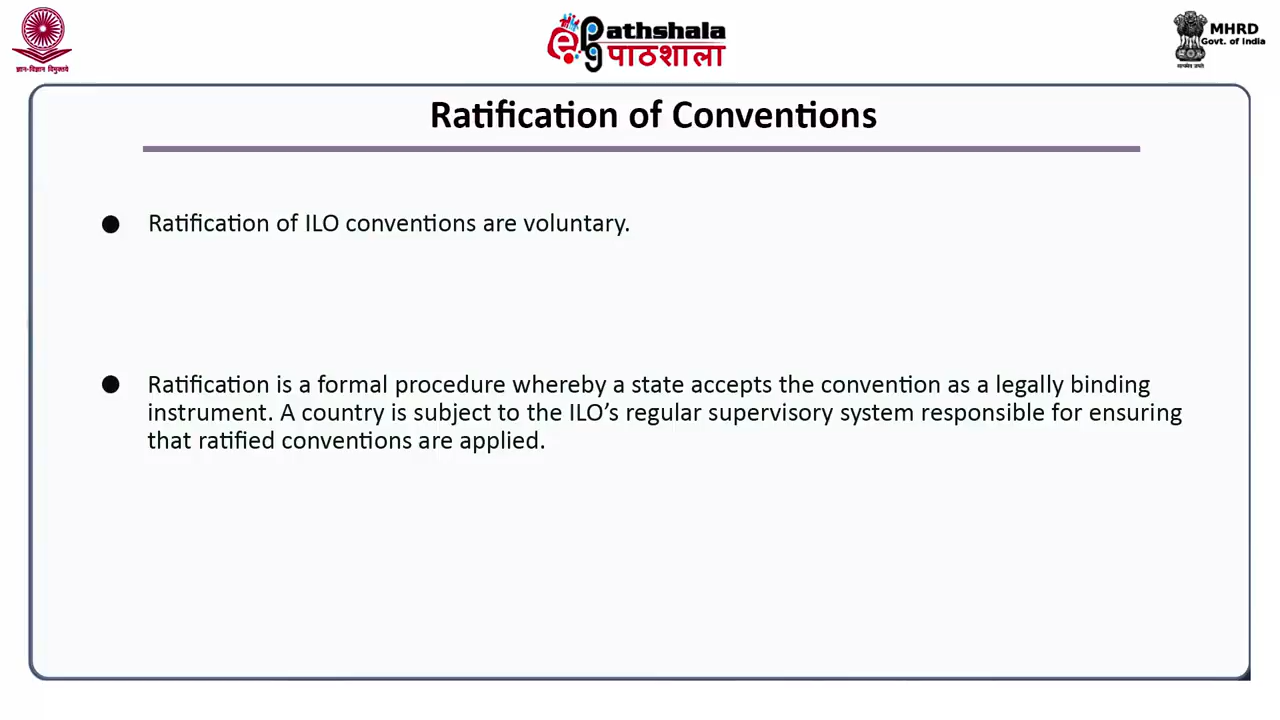 ज्ञान-विज्ञान विमुक्तये
ePG Pathshala
पाठशाला
MHRD
Govt. of India
सत्यमेव जयते
Ratification of Conventions
● Ratification of ILO conventions are voluntary.
● Ratification is a formal procedure whereby a state accepts the convention as a legally binding
instrument. A country is subject to the ILO’s regular supervisory system responsible for ensuring
that ratified conventions are applied.